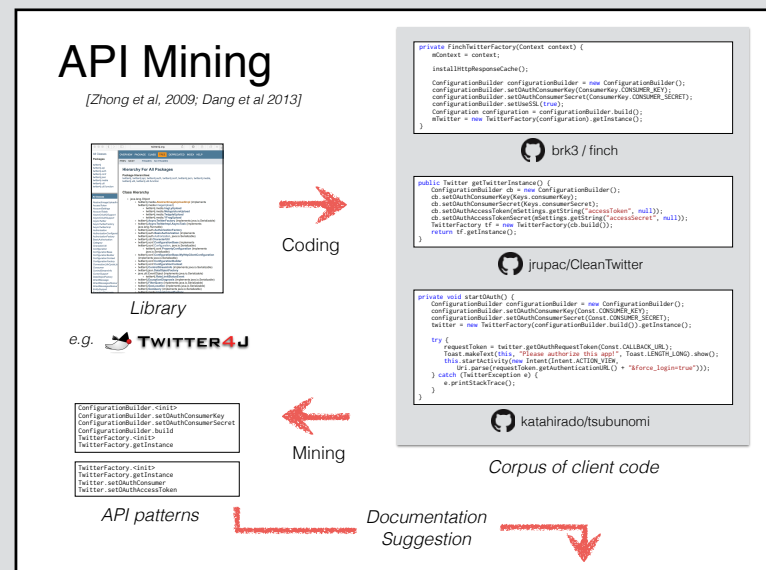 API Mining
[Zhong et al, 2009; Dang et al 2013]
Hierarchy For All Packages
Class Hierarchy
Library
e.g. TWITTER4J
Coding
private FinchTwitterFactory(Context context) {
mContext = context;
installHttpResponseCache();
ConfigurationBuilder configurationBuilder = new ConfigurationBuilder();
configurationBuilder.setOAuthConsumerKey(ConsumerKey.CONSUMER_KEY);
configurationBuilder.setOAuthConsumerSecret(ConsumerKey.CONSUMER_SECRET);
configurationBuilder.setUseSSL(true);
Configuration configuration = configurationBuilder.build();
mTwitter = new TwitterFactory(configuration).getInstance();
}
brk3 / finch
public Twitter getTwitterInstance() {
ConfigurationBuilder cb = new ConfigurationBuilder();
cb.setOAuthConsumerKey(Keys.consumerKey);
cb.setOAuthConsumerSecret(Keys.consumerSecret);
cb.setOAuthAccessToken(mSettings.getString("accessToken", null));
cb.setOAuthAccessTokenSecret(mSettings.getString("accessSecret", null));
TwitterFactory tf = new TwitterFactory(cb.build());
return tf.getInstance();
}
jrupac/CleanTwitter
private void startOAuth() {
ConfigurationBuilder configurationBuilder = new ConfigurationBuilder();
configurationBuilder.setOAuthConsumerKey(Const.CONSUMER_KEY);
configurationBuilder.setOAuthConsumerSecret(Const.CONSUMER_SECRET);
twitter = new TwitterFactory(configurationBuilder.build()).getInstance();
try {
requestToken = twitter.getOAuthRequestToken(Const.CALLBACK_URL);
Toast.makeText(this, "Please authorize this app!", Toast.LENGTH_LONG).show();
this.startActivity(new Intent(Intent.ACTION_VIEW,
Uri.parse(requestToken.getAuthenticationURL() + "&force_login=true")));
} catch (TwitterException e) {
e.printStackTrace();
}
}
katahirado/tsubunomi
Corpus of client code
Mining
ConfigurationBuilder.<init>
ConfigurationBuilder.setOAuthConsumerKey
ConfigurationBuilder.setOAuthConsumerSecret
ConfigurationBuilder.build
TwitterFactory.<init>
TwitterFactory.getInstance
TwitterFactory.<init>
TwitterFactory.getInstance
Twitter.setOAuthConsumer
Twitter.setOAuthAccessToken
API patterns
Documentation
Suggestion